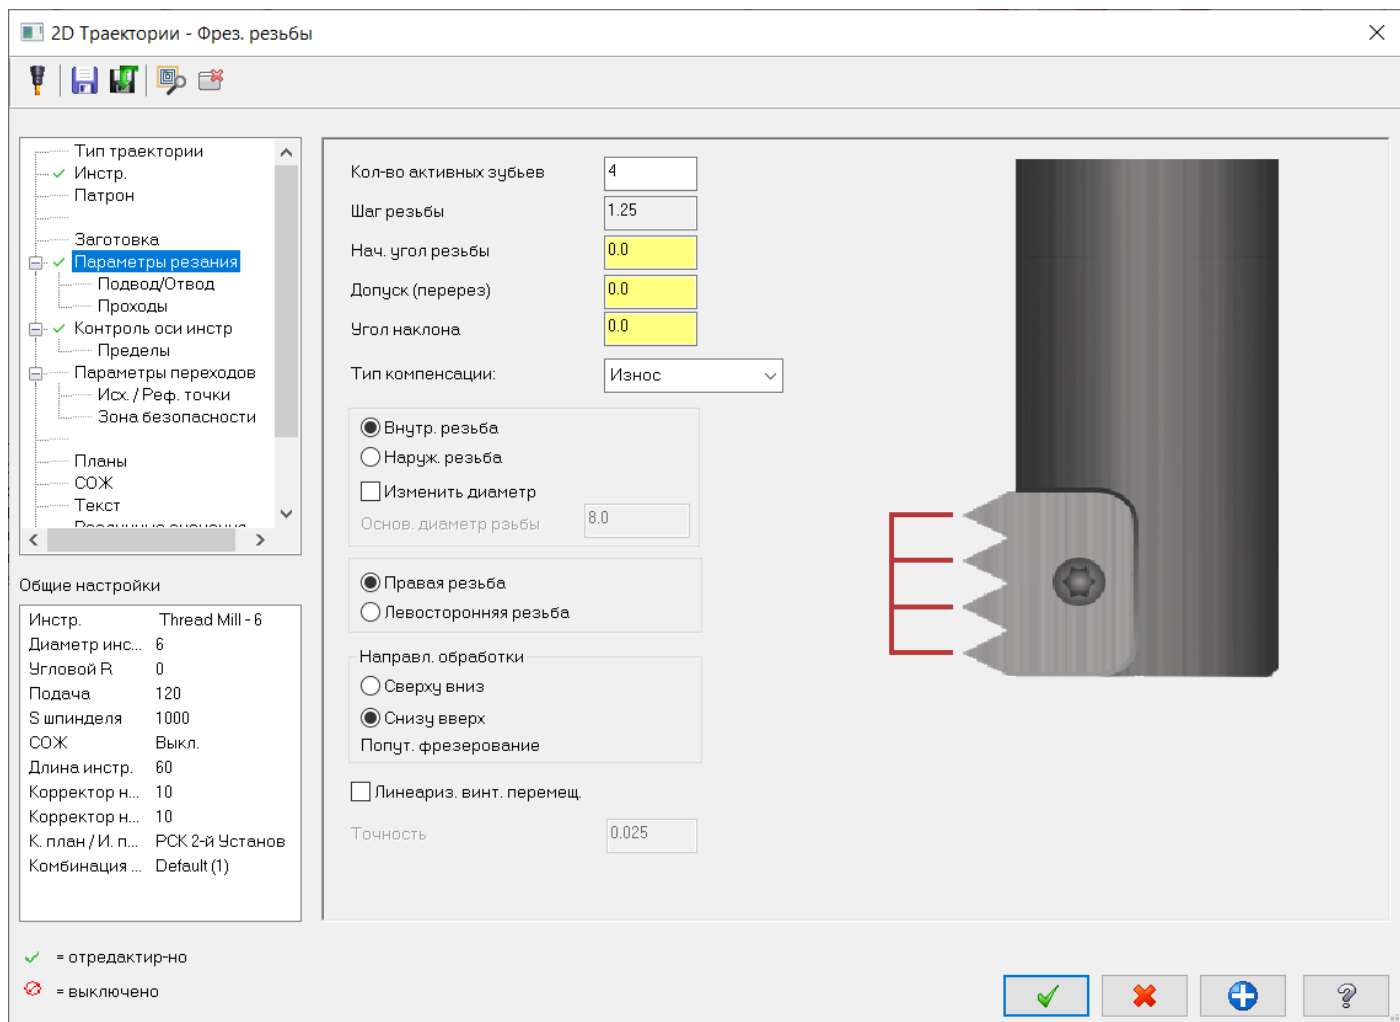 2D Траектории - Фрез. резьбы
Тип траектории
Инстр.
Патрон
Заготовка
Параметры резания
Подвод/Отвод
Проходы
Контроль оси инстр
Пределы
Параметры переходов
Исх. / Реф. точки
Зона безопасности
Планы
СОЖ
Текст
Общие настройки
Инстр. Thread Mill - 6
Диаметр инс... 6
Угловой R 0
Подача 120
S шпинделя 1000
СОЖ Выкл.
Длина инстр. 60
Корректор н... 10
Корректор н... 10
К. план / И. п... РСК 2-й Установ
Комбинация ... Default (1)
= отредактир-но
= выключено
Кол-во активных зубьев 4
Шаг резьбы 1.25
Нач. угол резьбы 0.0
Допуск (перерез) 0.0
Угол наклона 0.0
Тип компенсации: Износ
Внутр. резьба
Наруж. резьба
Изменить диаметр
Основ. диаметр рзьбы 8.0
Правая резьба
Левосторонняя резьба
Направл. обработки
Сверху вниз
Снизу вверх
Попут. фрезерование
Линеариз. винт. перемещ.
Точность 0.025